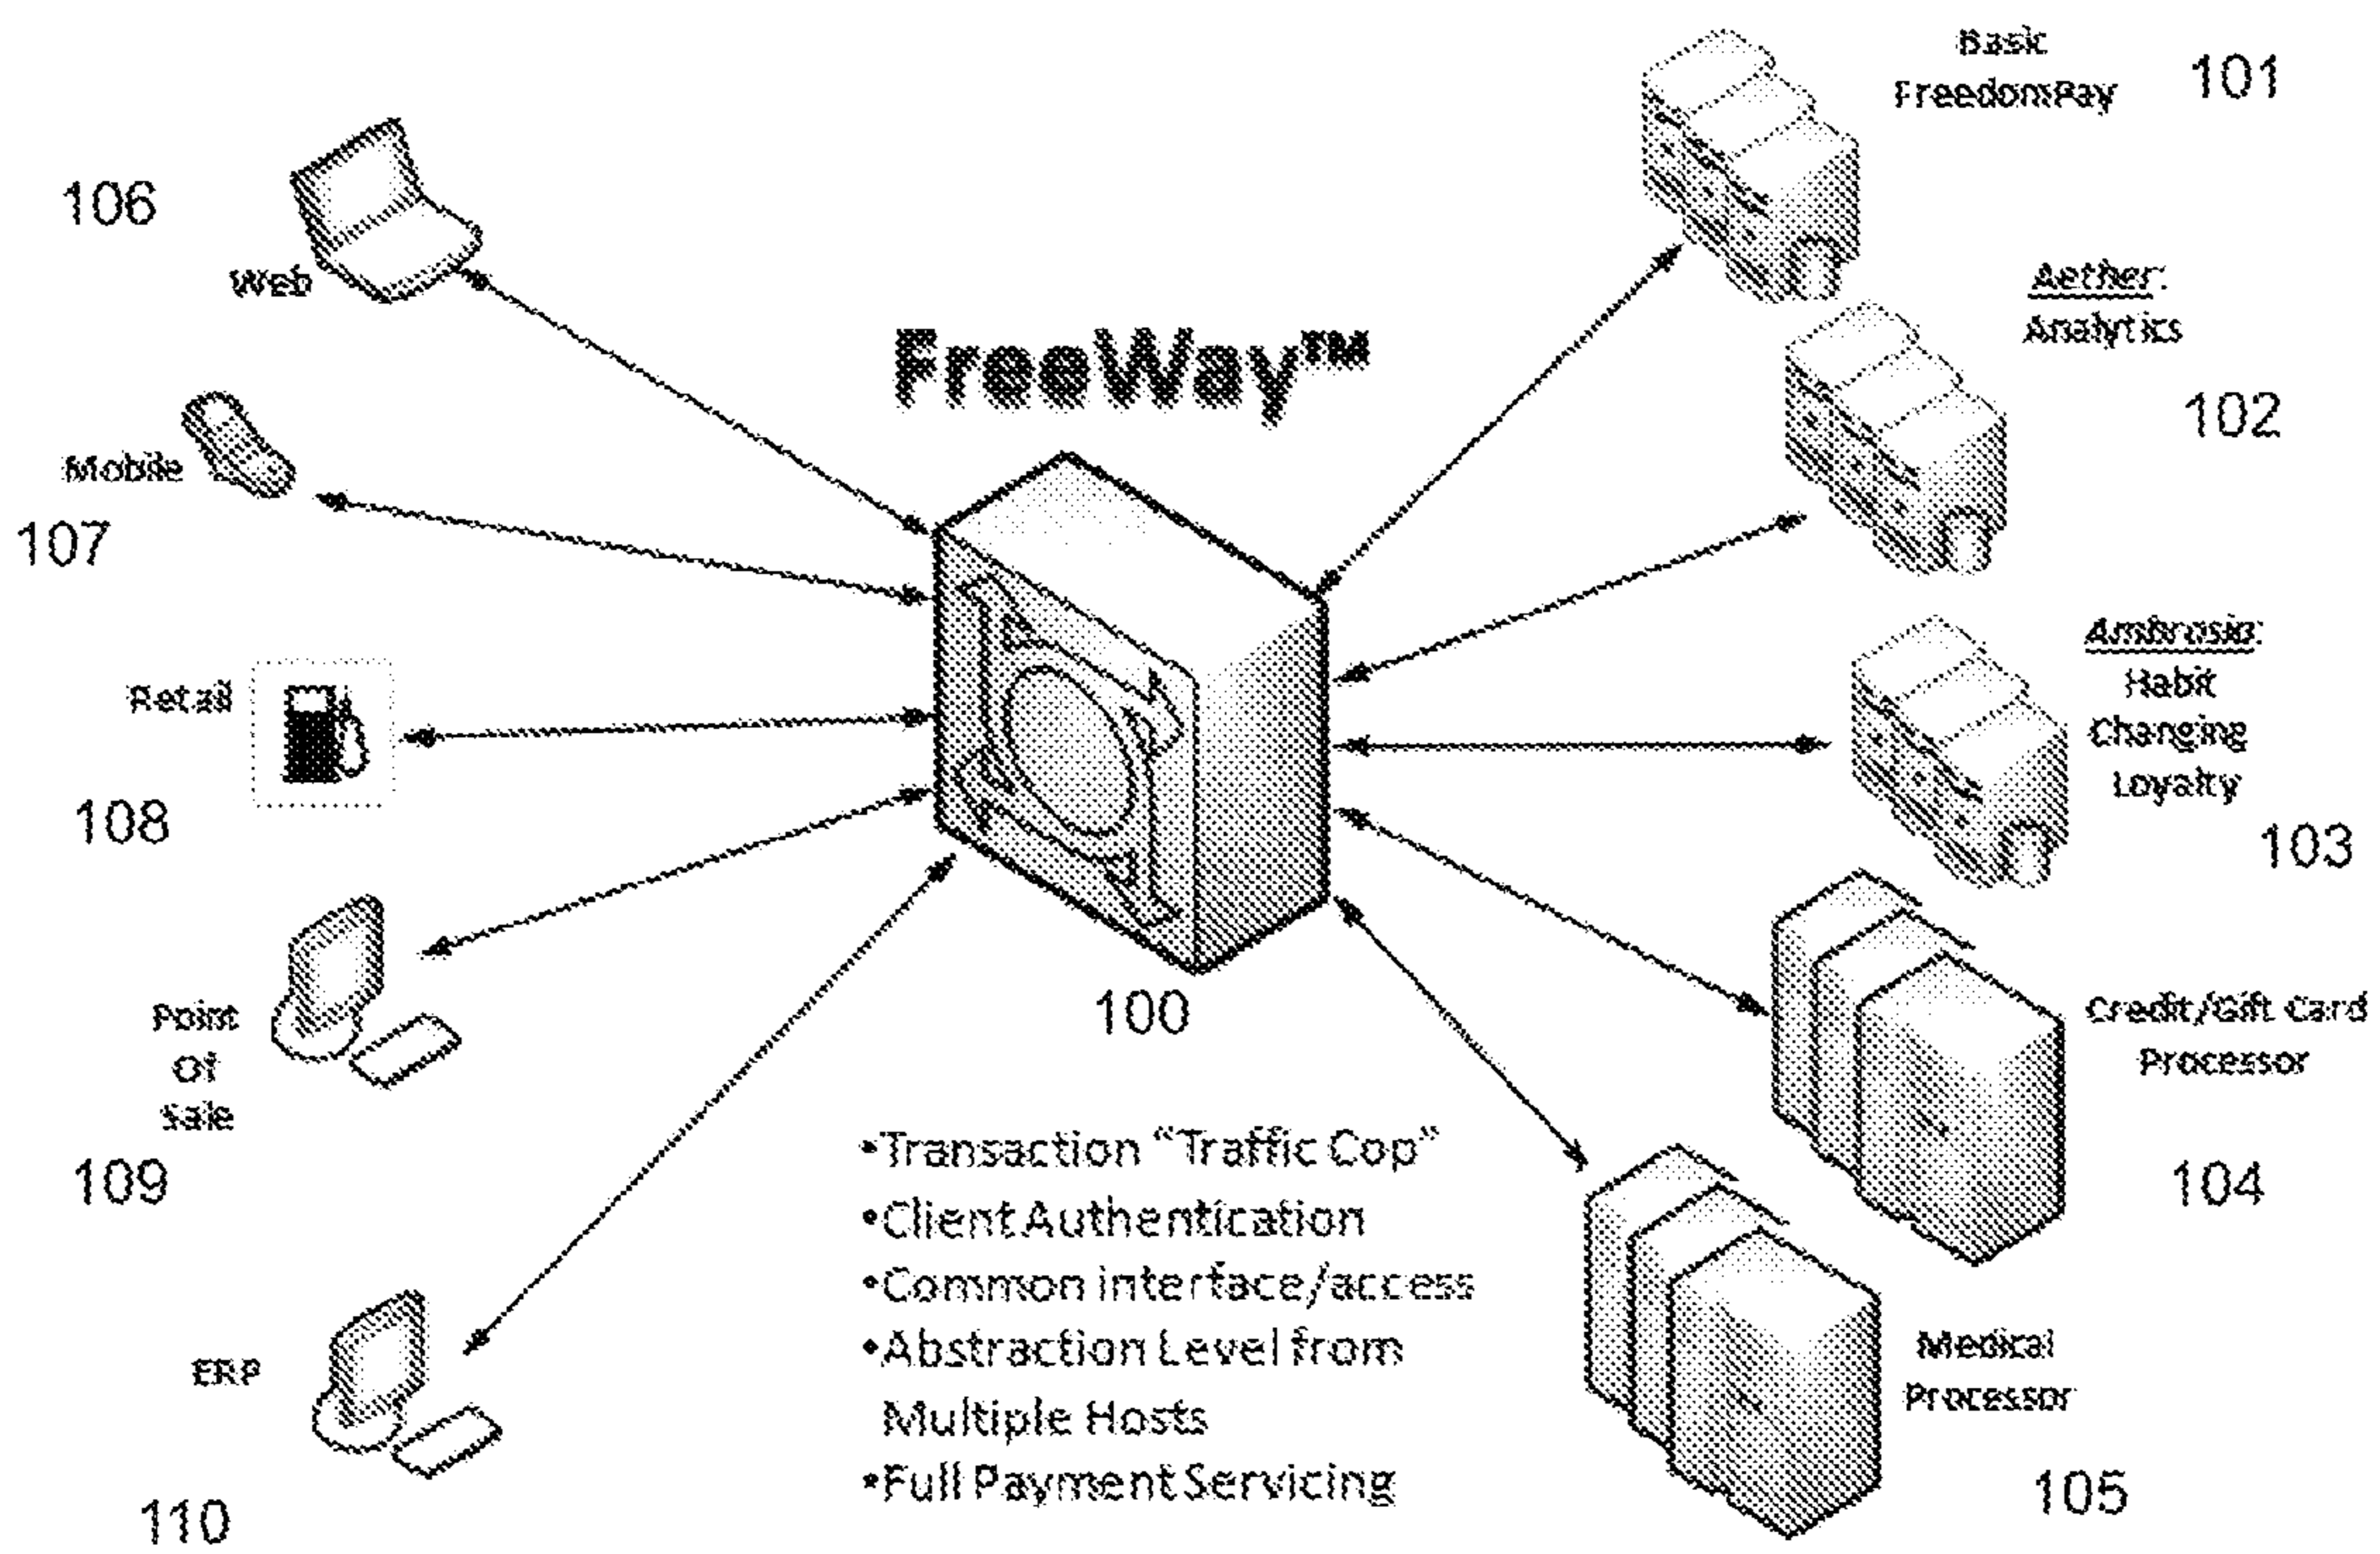 Basic
FreedomPay
101
106
Web
Aether:
Analytics
102
FreeWay™
Mobile
107
Retail
108
Ambrosia:
Habit
Changing
Loyalty
103
Point
Of
Sale
109
100
Credit/Gift Card
Processor
104
•Transaction “Traffic Cop”
•Client Authentication
•Common interface/access
•Abstraction Level from
Multiple Hosts
•Full Payment Servicing
ERP
110
Medical
Processor
105